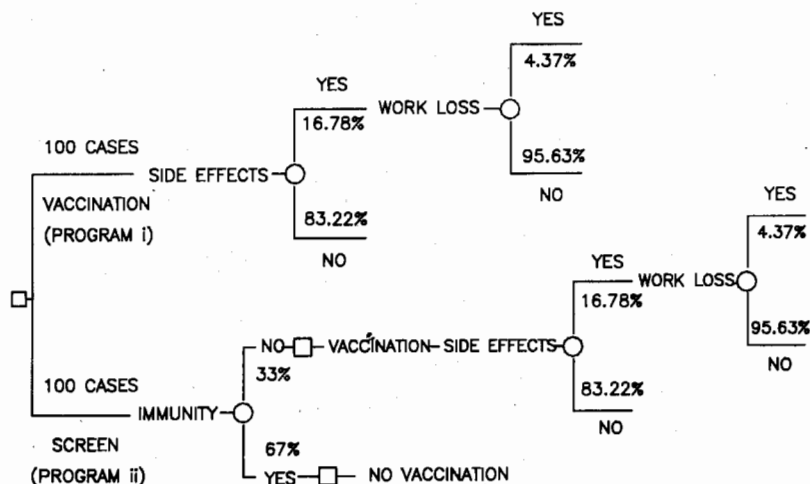 YES
4.37%
YES
WORK LOSS
16.78%
95.63%
NO
100 CASES
SIDE EFFECTS
VACCINATION
(PROGRAM i)
83.22%
NO
YES
4.37%
YES
WORK LOSS
16.78%
95.63%
NO
NO
VACCINATION
SIDE EFFECTS
33%
83.22%
NO
100 CASES
IMMUNITY
SCREEN
(PROGRAM ii)
67%
YES
NO VACCINATION